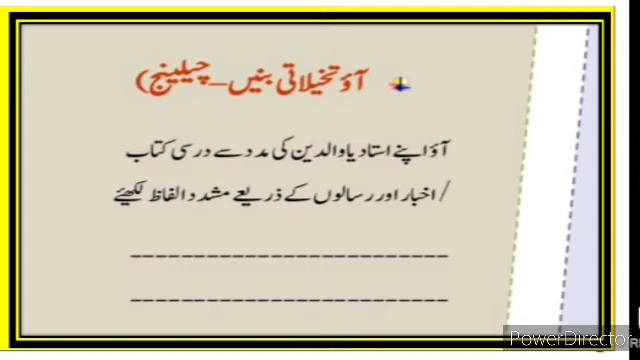 آؤ تخیلاتی بنیں – چیلینج)
آؤ اپنے استاد یا والدین کی مدد سے درسی کتاب
/ اخبار اور رسالوں کے ذریعے مشدد الفاظ لکھیئے
---------------------------
---------------------------
PowerDirector